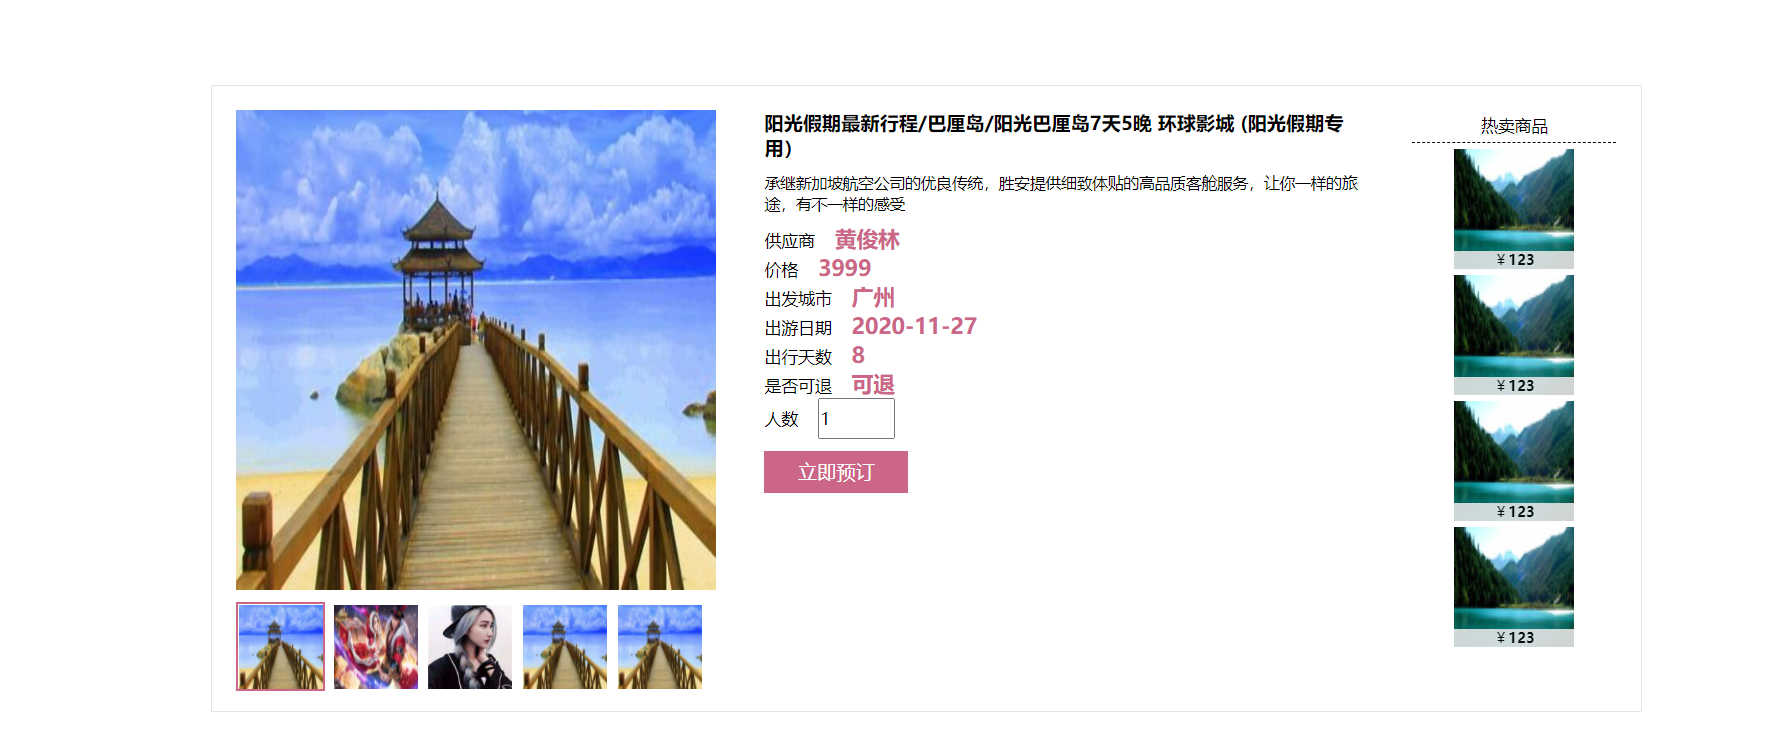 阳光假期最新行程/巴厘岛/阳光巴厘岛7天5晚 环球影城 (阳光假期专
用)
承继新加坡航空公司的优良传统，胜安提供细致体贴的高品质客舱服务，让你一样的旅
途，有不一样的感受
供应商 黄俊林
价格 3999
出发城市 广州
出游日期 2020-11-27
出行天数 8
是否可退 可退
人数 1
立即预订
热卖商品
¥ 123
¥ 123
¥ 123
¥ 123